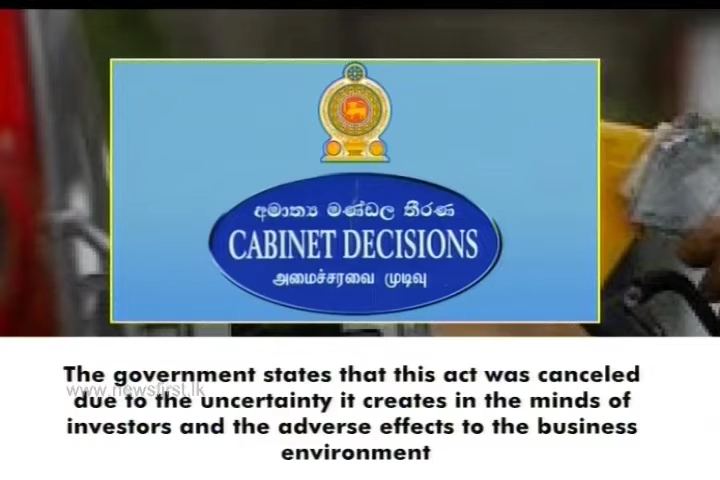 අමාත්‍ය මණ්ඩල තීරණ
CABINET DECISIONS
அமைச்சரவை முடிவு
The government states that this act was canceled
www.newsfirst.lk
due to the uncertainty it creates in the minds of
investors and the adverse effects to the business
environment